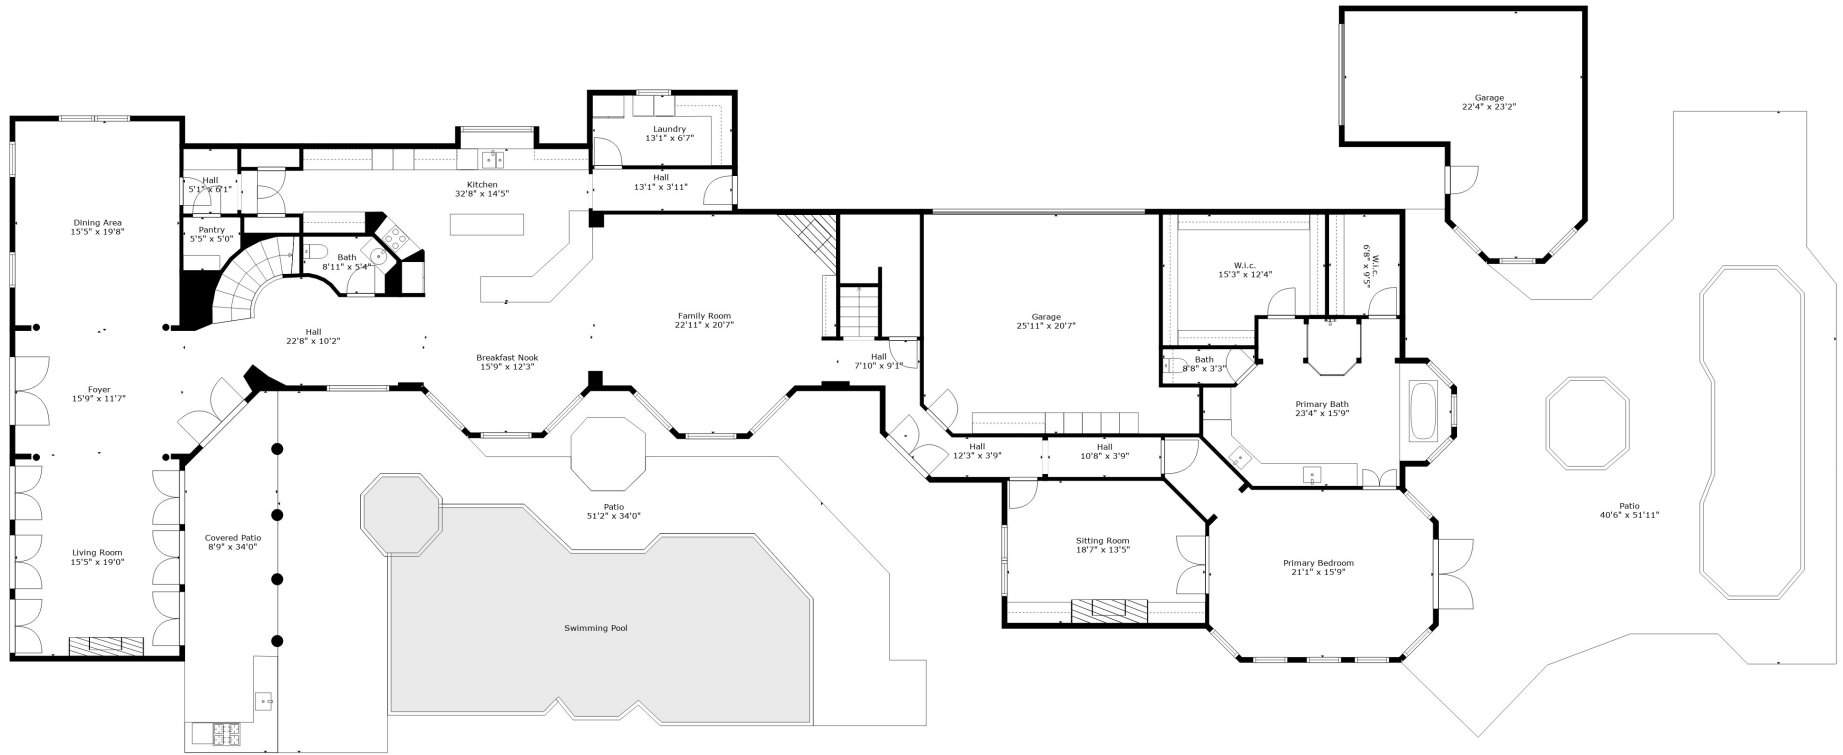 Garage
22'4" x 23'2"
Laundry
13'1" x 6'7"
Hall
5'1" x 6'1"
Kitchen
32'8" x 14'5"
Hall
13'1" x 3'11"
Dining Area
15'5" x 19'8"
Pantry
5'5" x 5'0"
Bath
8'11" x 5'4"
W.i.c.
15'3" x 12'4"
W.i.c.
6'8" x 9'5"
Hall
22'8" x 10'2"
Family Room
22'11" x 20'7"
Garage
25'11" x 20'7"
Breakfast Nook
15'9" x 12'3"
Hall
7'10" x 9'1"
Bath
8'8" x 3'3"
Foyer
15'9" x 11'7"
Primary Bath
23'4" x 15'9"
Hall
12'3" x 3'9"
Hall
10'8" x 3'9"
Patio
51'2" x 34'0"
Patio
40'6" x 51'11"
Covered Patio
8'9" x 34'0"
Living Room
15'5" x 19'0"
Sitting Room
18'7" x 13'5"
Primary Bedroom
21'1" x 15'9"
Swimming Pool